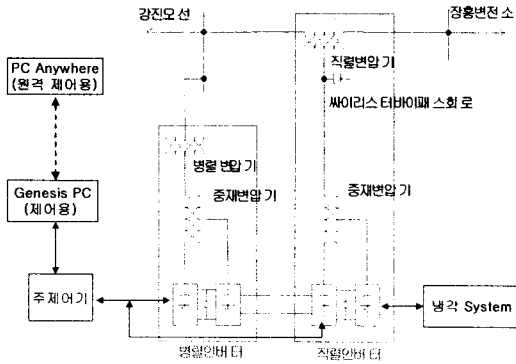 강진모선
장흥변전소
PC Anywhere
(원격 제어용)
직렬변압기
싸이리스터바이패스회로
병렬변압기
Genesis PC
(제어용)
중재변압기
중재변압기
주제어기
냉각 System
병렬인버터
직렬인버터